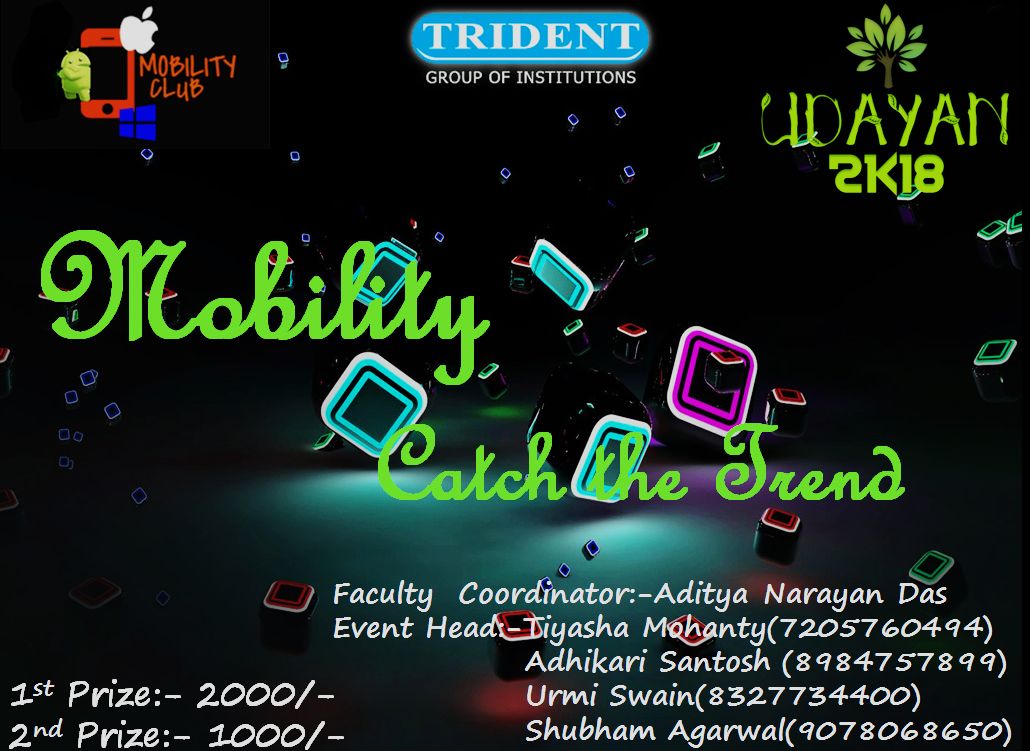 MOBILITY
CLUB
TRIDENT
GROUP OF INSTITUTIONS
UDAYAN
2K18
Mobility
Catch the Trend
Faculty Coordinator:-Aditya Narayan Das
Event Head:-Tiyasha Mohanty(7205760494)
Adhikari Santosh (8984757899)
Urmi Swain(8327734400)
Shubham Agarwal(9078068650)
1st Prize:- 2000/-
2nd Prize:- 1000/-